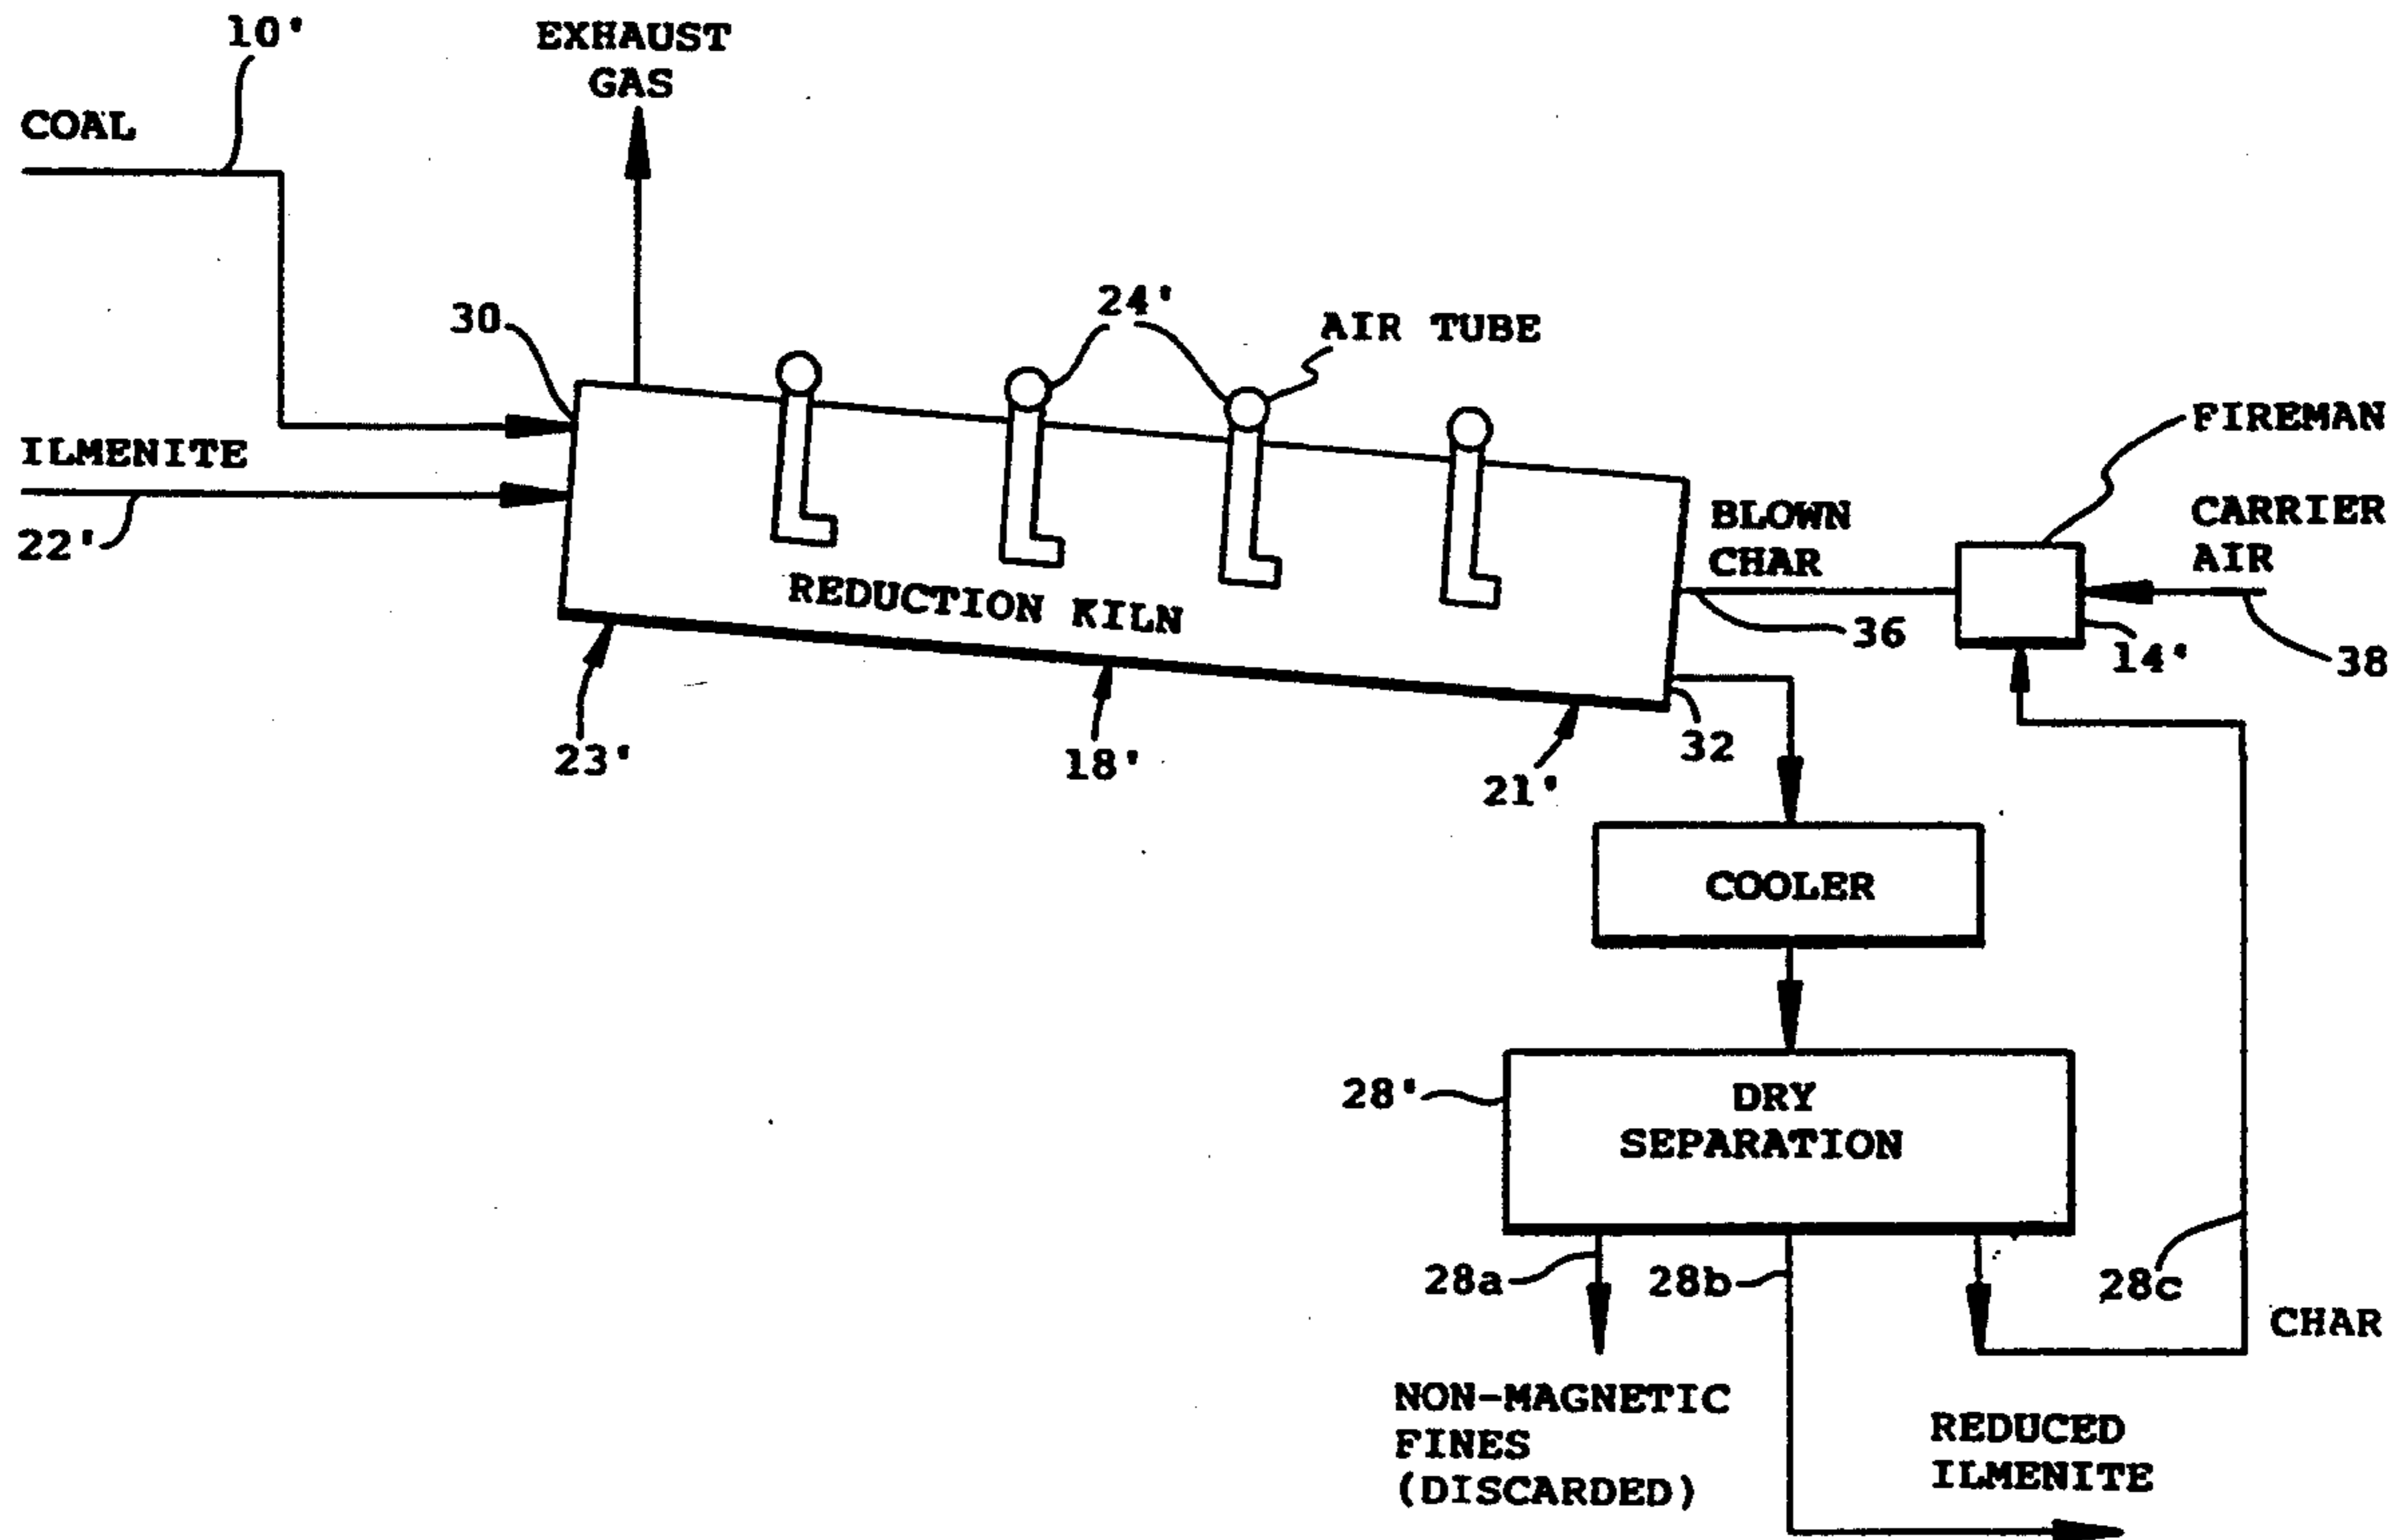 10'
EXHAUST
GAS
COAL
30
24'
AIR TUBE
FIREMAN
ILMENITE
22'
BLOWN
CHAR
CARRIER
AIR
REDUCTION KILN
36
14'
38
23'
18'
21'
32
COOLER
28'
DRY
SEPARATION
28a
28b
28c
CHAR
NON-MAGNETIC
FINES
(DISCARDED)
REDUCED
ILMENITE